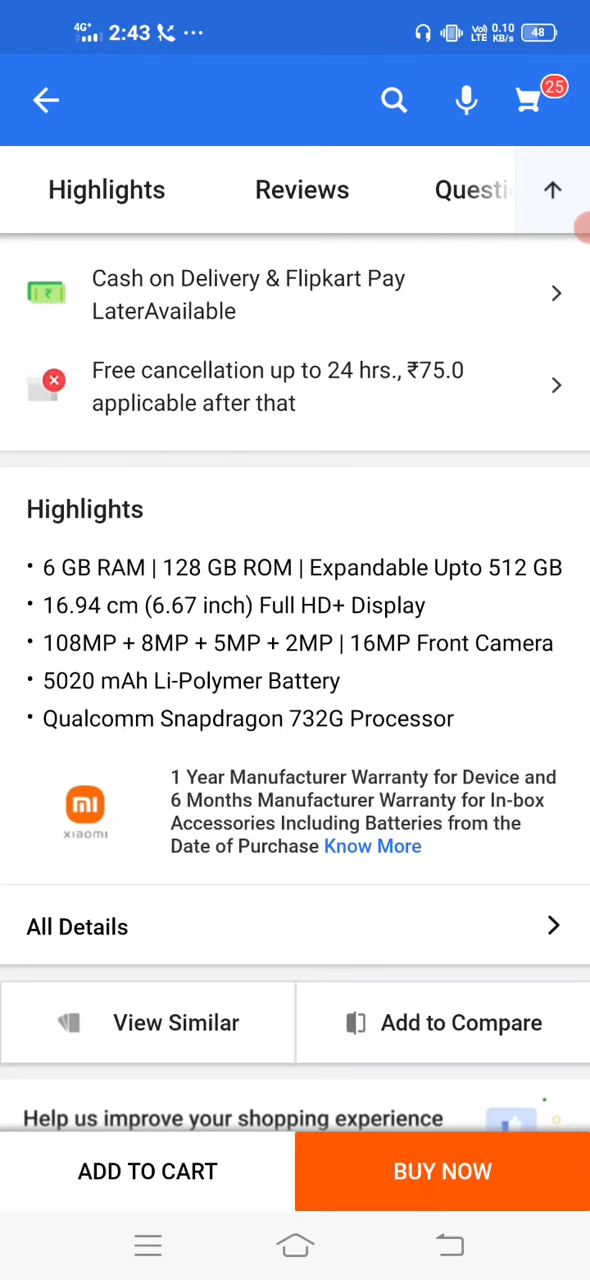 4G+ 2:43 ... Vo) LTE 0.10 KB/s 48
25
Highlights Reviews Questi
Cash on Delivery & Flipkart Pay
LaterAvailable
Free cancellation up to 24 hrs., ₹75.0
applicable after that
Highlights
• 6 GB RAM | 128 GB ROM | Expandable Upto 512 GB
• 16.94 cm (6.67 inch) Full HD+ Display
• 108MP + 8MP + 5MP + 2MP | 16MP Front Camera
• 5020 mAh Li-Polymer Battery
• Qualcomm Snapdragon 732G Processor
mi
xiaomi
1 Year Manufacturer Warranty for Device and
6 Months Manufacturer Warranty for In-box
Accessories Including Batteries from the
Date of Purchase Know More
All Details
View Similar Add to Compare
Help us improve your shopping experience
ADD TO CART BUY NOW